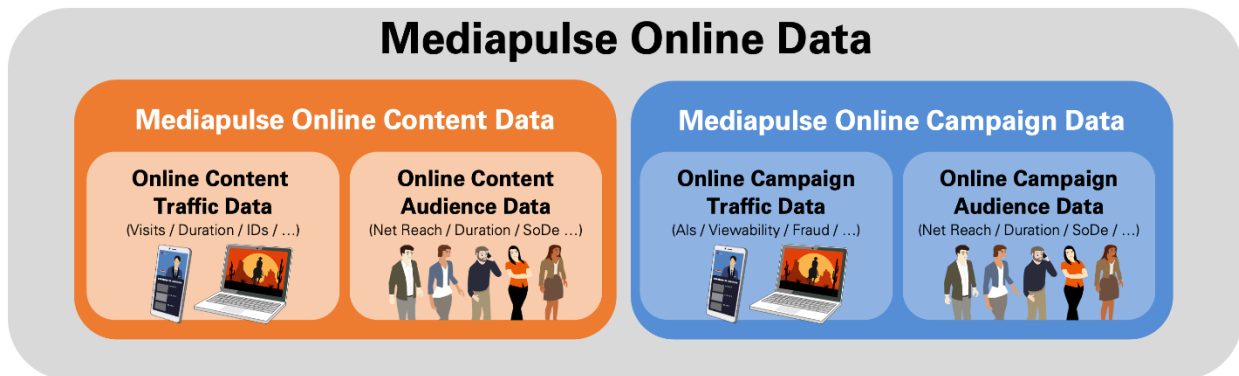 Mediapulse Online Data
Mediapulse Online Content Data
Online Content
Traffic Data
(Visits / Duration / IDs / ...)
Online Content
Audience Data
(Net Reach / Duration / SoDe ...)
Mediapulse Online Campaign Data
Online Campaign
Traffic Data
(AIs / Viewability / Fraud / ...)
Online Campaign
Audience Data
(Net Reach / Duration / SoDe / ...)